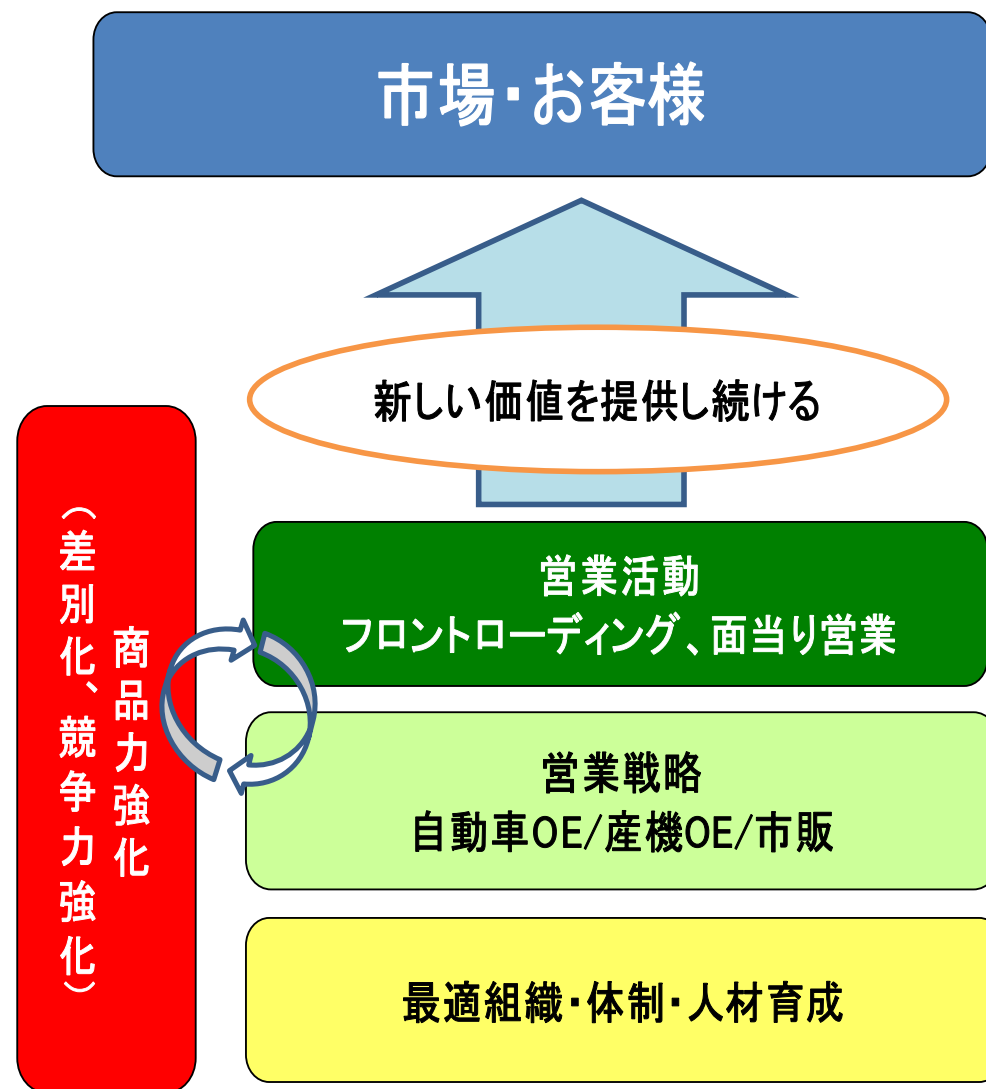 市場・お客様
新しい価値を提供し続ける
商品力強化
（差別化、競争力強化）
営業活動
フロントローディング、面当り営業
営業戦略
自動車OE/産機OE/市販
最適組織・体制・人材育成